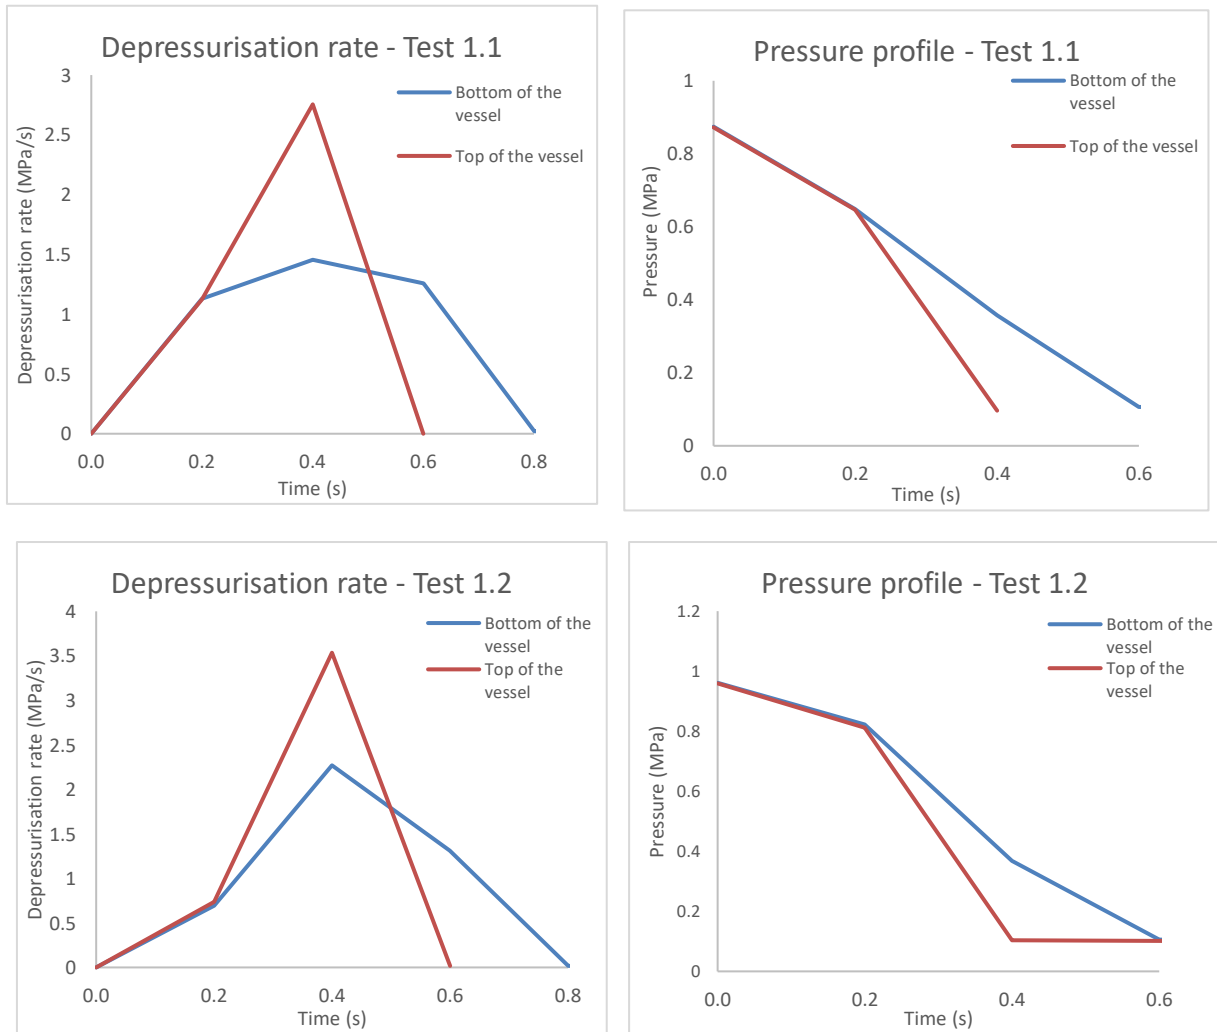 Depressurisation rate - Test 1.1
Depressurisation rate (MPa/s)
3
2.5
2
1.5
1
0.5
0
0.0 0.2 0.4 0.6 0.8
Time (s)
Bottom of the
vessel
Top of the vessel
Pressure profile - Test 1.1
Pressure (MPa)
1
0.8
0.6
0.4
0.2
0
0.0 0.2 0.4 0.6
Time (s)
Bottom of the
vessel
Top of the vessel
Depressurisation rate - Test 1.2
Depressurisation rate (MPa/s)
4
3.5
3
2.5
2
1.5
1
0.5
0
0.0 0.2 0.4 0.6 0.8
Time (s)
Bottom of the
vessel
Top of the
vessel
Pressure profile - Test 1.2
Pressure (MPa)
1.2
1
0.8
0.6
0.4
0.2
0
0.0 0.2 0.4 0.6
Time (s)
Bottom of the
vessel
Top of the
vessel